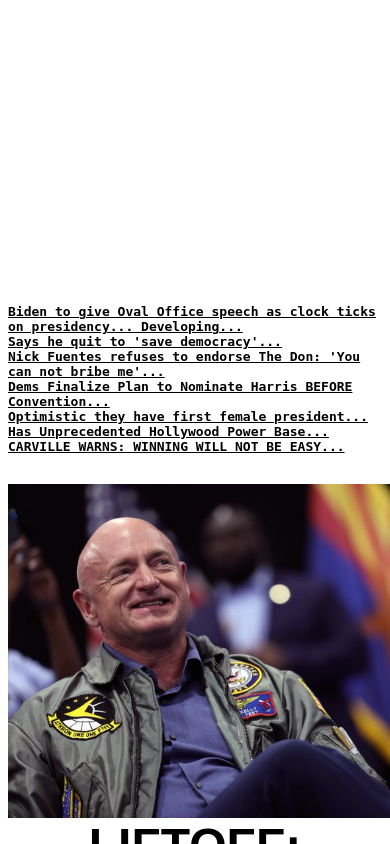 Biden to give Oval Office speech as clock ticks
on presidency... Developing...
Says he quit to 'save democracy'...
Nick Fuentes refuses to endorse The Don: 'You
can not bribe me'...
Dems Finalize Plan to Nominate Harris BEFORE
Convention...
Optimistic they have first female president...
Has Unprecedented Hollywood Power Base...
CARVILLE WARNS: WINNING WILL NOT BE EASY...
KELLY
LIFTOFF: